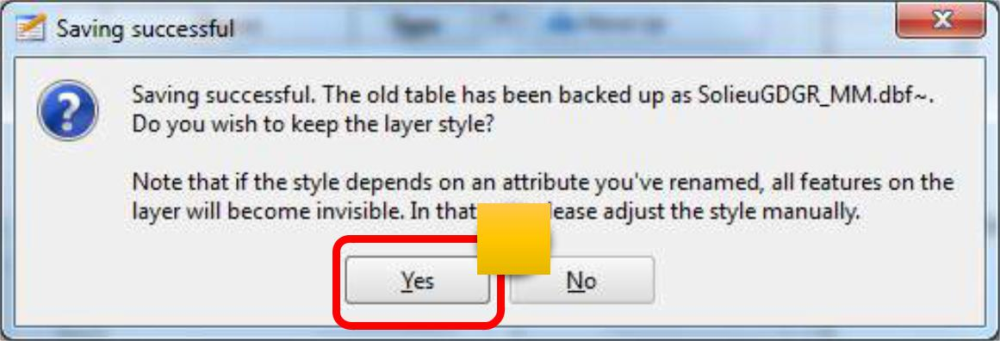 Saving successful
Saving successful. The old table has been backed up as SolieuGDGR_MM.dbf~.
Do you wish to keep the layer style?
Note that if the style depends on an attribute you've renamed, all features on the
layer will become invisible. In that please adjust the style manually.
Yes No